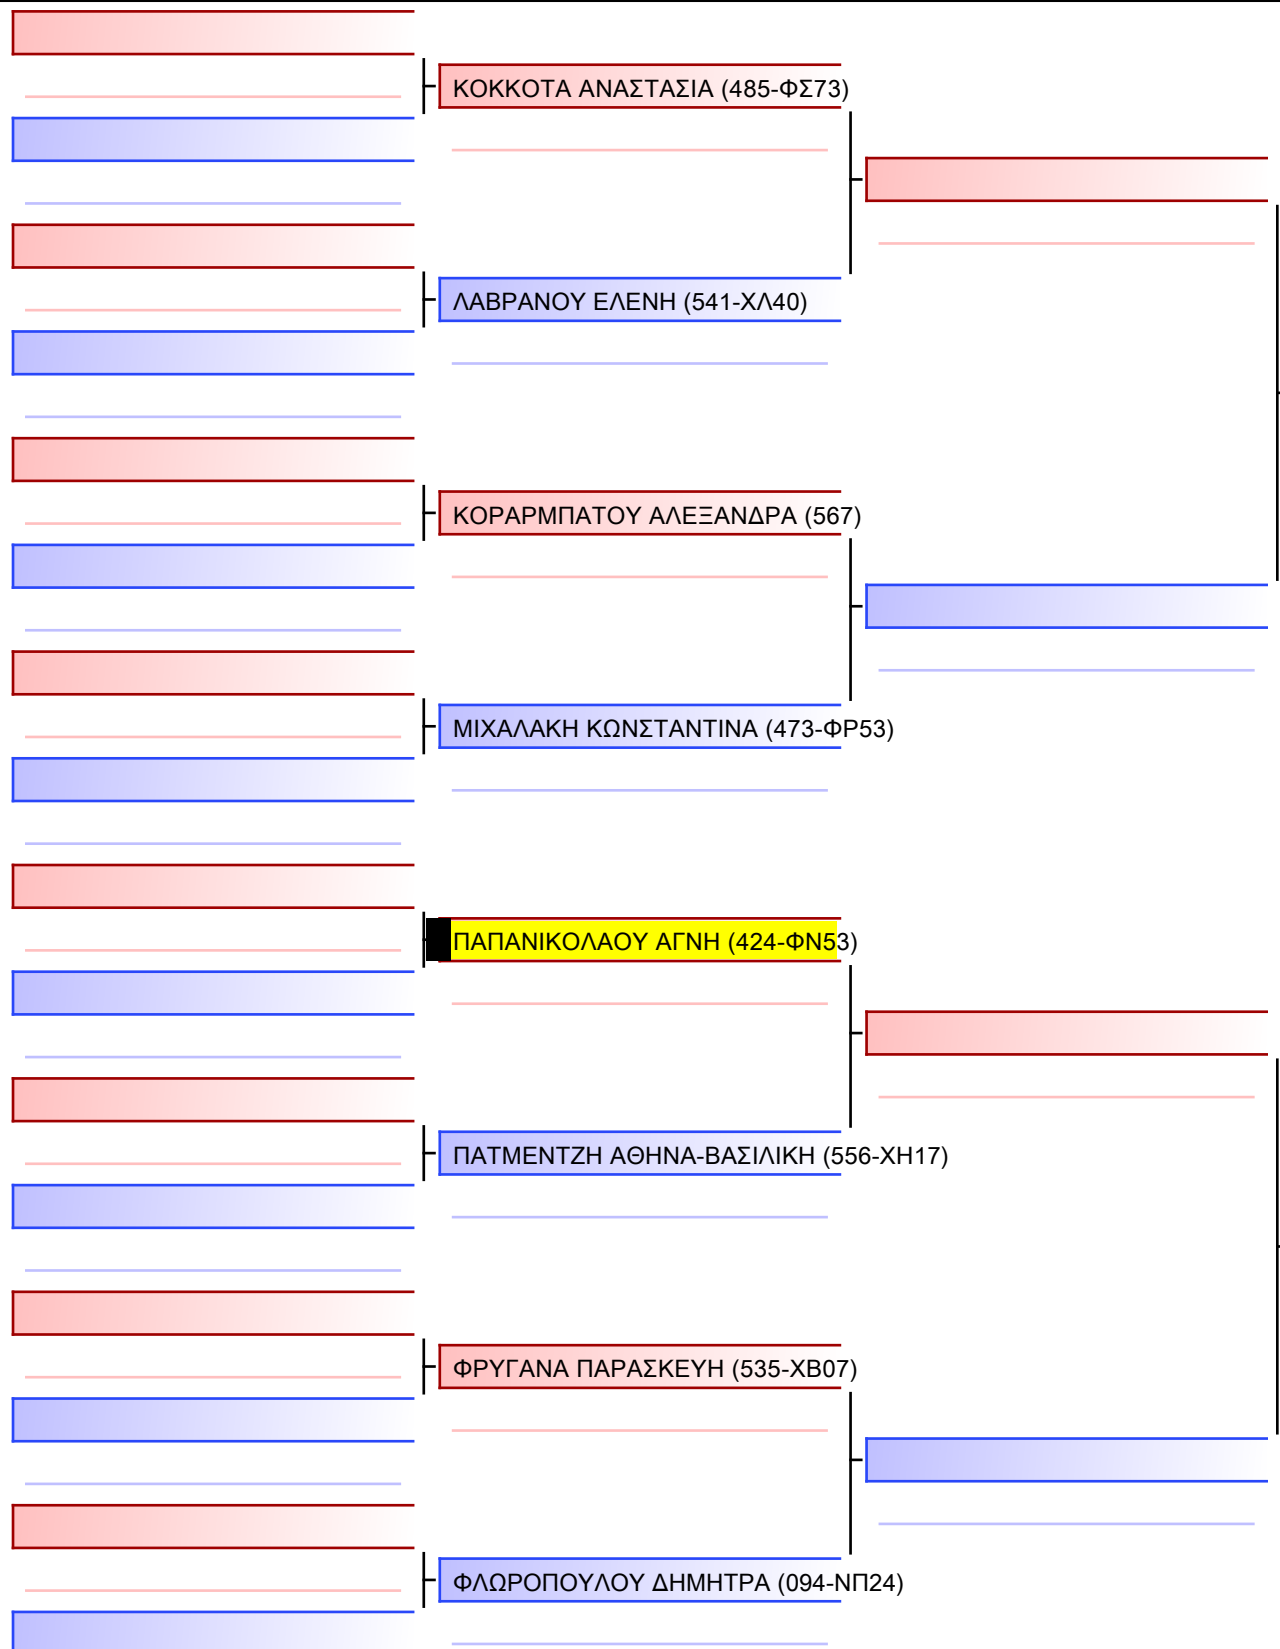 ΚΟΚΚΟΤΑ ΑΝΑΣΤΑΣΙΑ (485-ΦΣ73)
ΛΑΒΡΑΝΟΥ ΕΛΕΝΗ (541-ΧΛ40)
ΚΟΡΑΡΜΠΑΤΟΥ ΑΛΕΞΑΝΔΡΑ (567)
ΜΙΧΑΛΑΚΗ ΚΩΝΣΤΑΝΤΙΝΑ (473-ΦΡ53)
ΠΑΠΑΝΙΚΟΛΑΟΥ ΑΓΝΗ (424-ΦΝ53)
ΠΑΤΜΕΝΤΖΗ ΑΘΗΝΑ-ΒΑΣΙΛΙΚΗ (556-ΧΗ17)
ΦΡΥΓΑΝΑ ΠΑΡΑΣΚΕΥΗ (535-ΧΒ07)
ΦΛΩΡΟΠΟΥΛΟΥ ΔΗΜΗΤΡΑ (094-ΝΠ24)